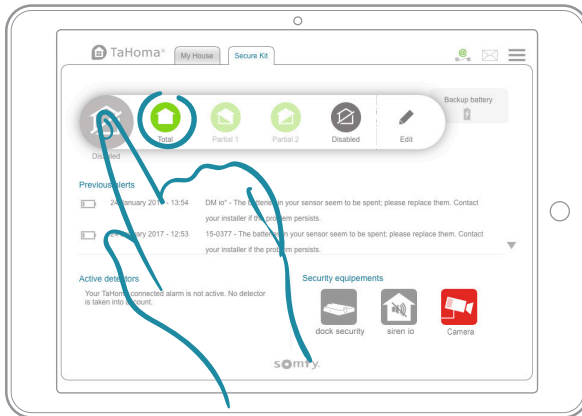 TaHoma®
My House
Secure Kit
@
Backup battery
Total
Partial 1
Partial 2
Disabled
Edit
Disabled
Previous alerts
24 January 2017 - 13:54
DM io" - The batteries in your sensor seem to be spent; please replace them. Contact
your installer if the problem persists.
24 January 2017 - 12:53
15-0377 - The batteries in your sensor seem to be spent; please replace them. Contact
your installer if the problem persists.
Active detectors
Your TaHoma connected alarm is not active. No detector
is taken into account.
Security equipements
dock security
siren io
Camera
somfy.